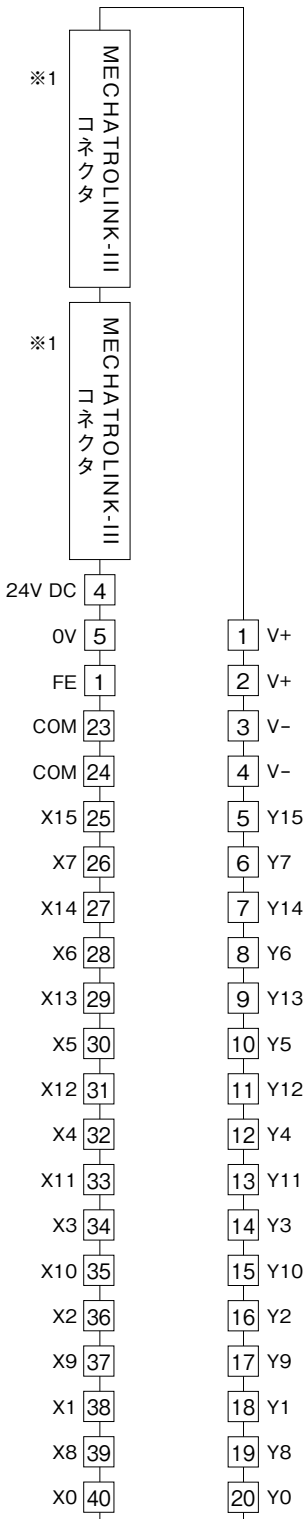 ※1
MECHATROLINK-III
コネクタ
※1
MECHATROLINK-III
コネクタ
24V DC 4
0V 5 1 V+
FE 1 2 V+
COM 23 3 V−
COM 24 4 V−
X15 25 5 Y15
X7 26 6 Y7
X14 27 7 Y14
X6 28 8 Y6
X13 29 9 Y13
X5 30 10 Y5
X12 31 11 Y12
X4 32 12 Y4
X11 33 13 Y11
X3 34 14 Y3
X10 35 15 Y10
X2 36 16 Y2
X9 37 17 Y9
X1 38 18 Y1
X8 39 19 Y8
X0 40 20 Y0